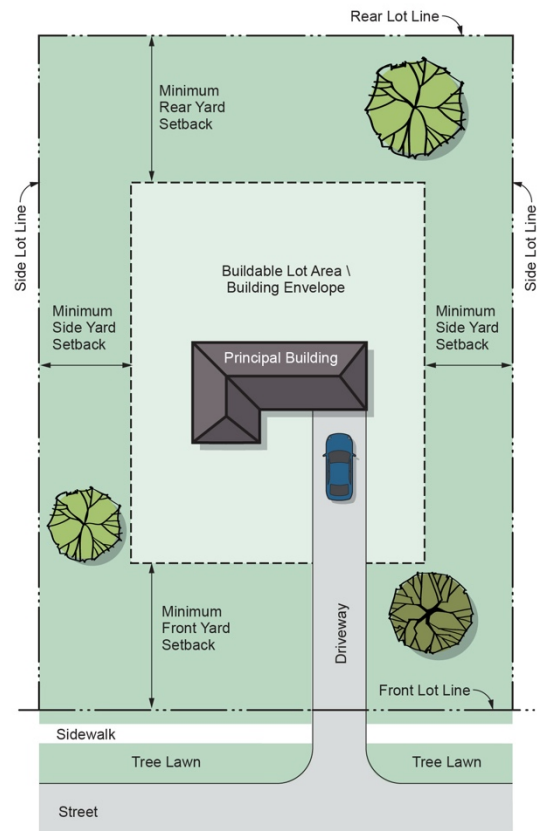 Rear Lot Line
Minimum
Rear Yard
Setback
Side Lot Line
Side Lot Line
Buildable Lot Area \
Building Envelope
Minimum
Side Yard
Setback
Minimum
Side Yard
Setback
Principal Building
Minimum
Front Yard
Setback
Driveway
Front Lot Line
Sidewalk
Tree Lawn
Tree Lawn
Street